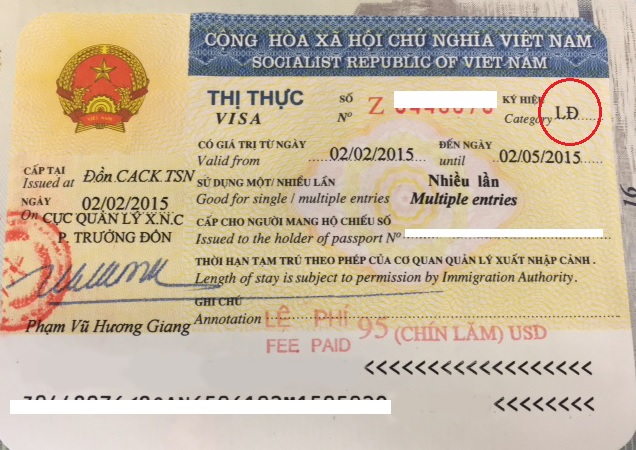 CỘNG HÒA XÃ HỘI CHỦ NGHĨA VIỆT NAM
SOCIALIST REPUBLIC OF VIET NAM
VIỆT NAM
THỊ THỰC
VISA
SỐ
Nº
Z
KÝ HIỆU
Category LĐ
CÓ GIÁ TRỊ TỪ NGÀY
Valid from 02/02/2015
ĐẾN NGÀY
until 02/05/2015
CẤP TẠI
Issued at Đồn CACK TSN
SỬ DỤNG MỘT/ NHIỀU LẦN
Good for single / multiple entries
Nhiều lần
Multiple entries
NGÀY
On 02/02/2015
CỤC QUẢN LÝ X.N.C
P. TRƯỞNG ĐỒN
CẤP CHO NGƯỜI MANG HỘ CHIẾU SỐ
Issued to the holder of passport Nº
THỜI HẠN TẠM TRÚ THEO PHÉP CỦA CƠ QUAN QUẢN LÝ XUẤT NHẬP CẢNH .
Length of stay is subject to permission by Immigration Authority.
GHI CHÚ
Annotation
LỆ PHÍ
FEE PAID
95 (CHÍN LĂM) USD
Phạm Vũ Hương Giang
<<<<<<<<<<<<<<<<<<
<<<<<<<<
16